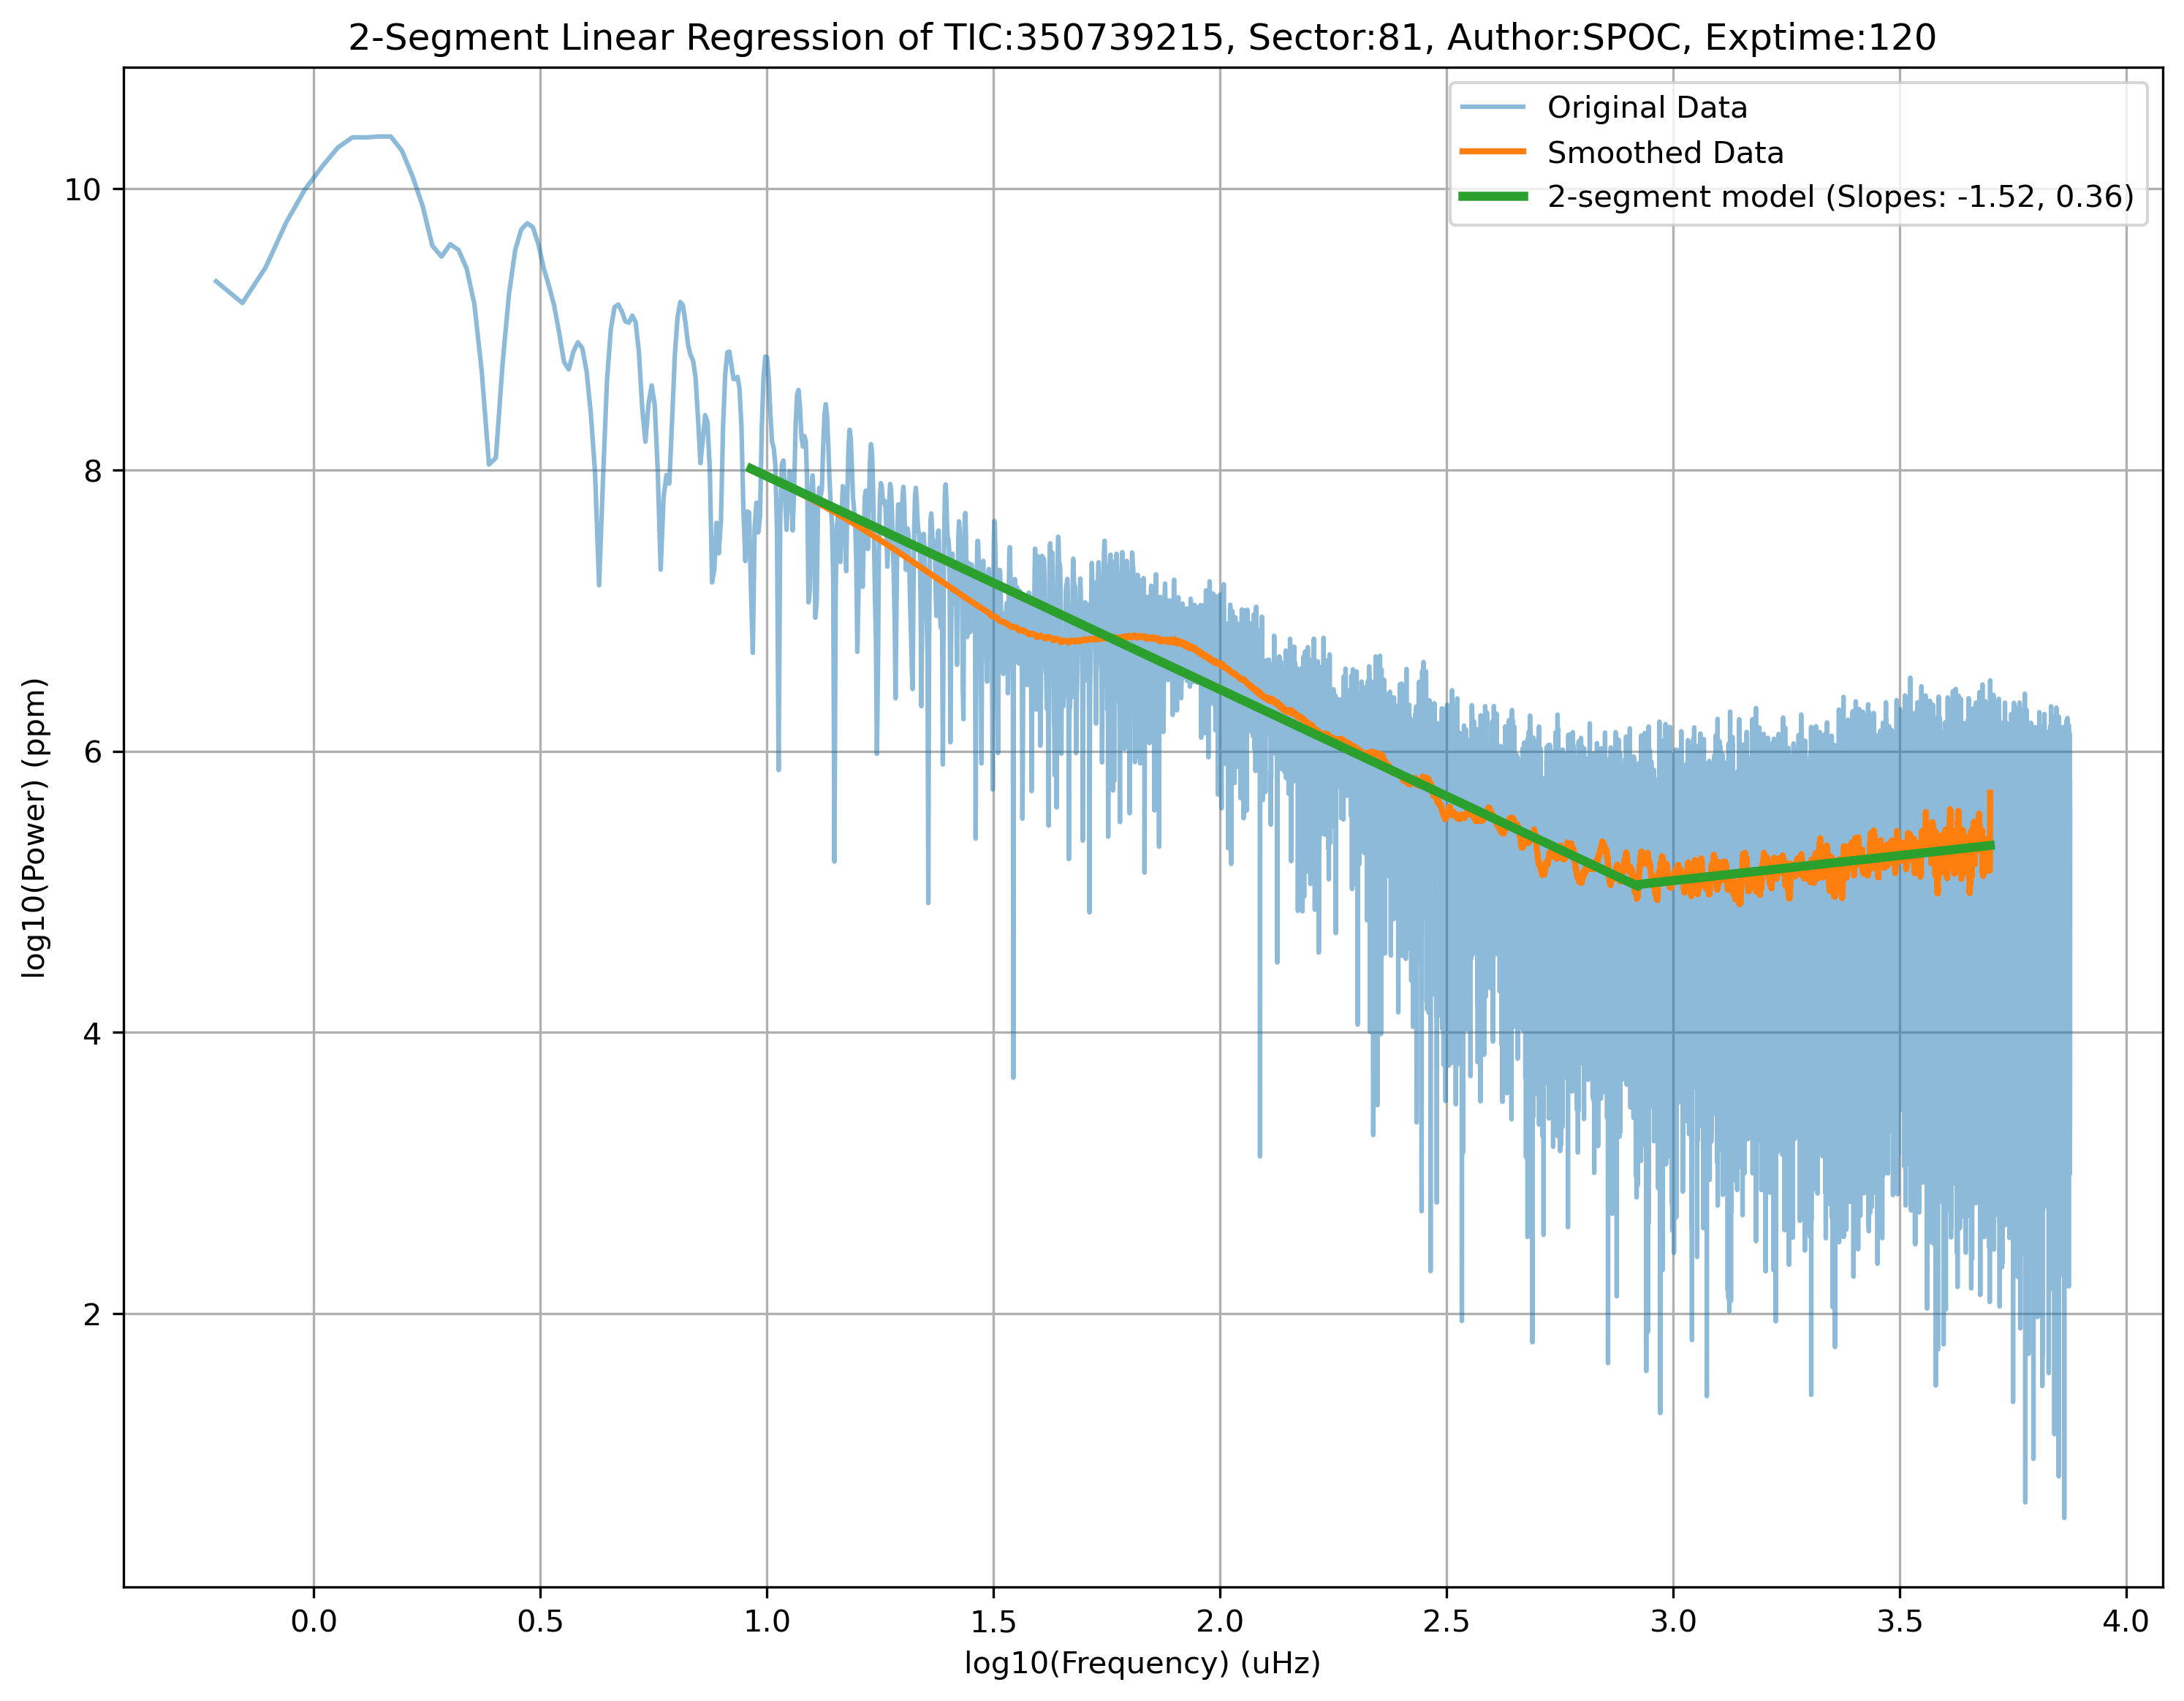 2-Segment Linear Regression of TIC:350739215, Sector:81, Author:SPOC, Exptime:120
Original Data
Smoothed Data
2-segment model (Slopes: -1.52, 0.36)
log10(Power) (ppm)
10
8
6
4
2
0.0 0.5 1.0 1.5 2.0 2.5 3.0 3.5 4.0
log10(Frequency) (uHz)